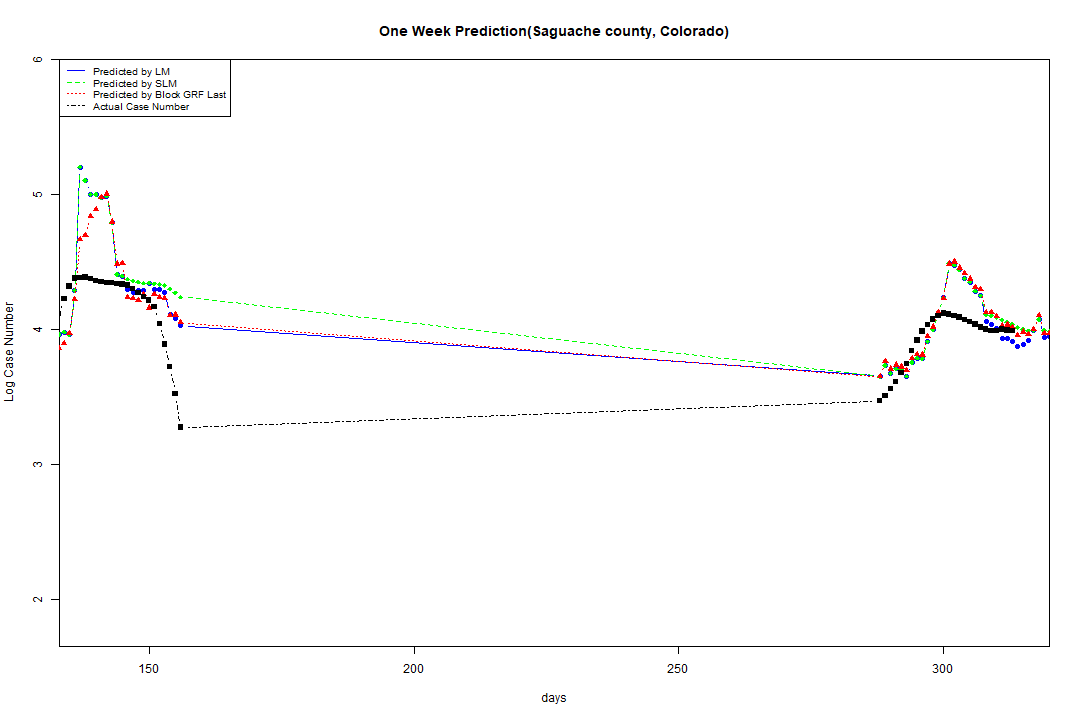 One Week Prediction(Saguache county, Colorado)
Predicted by LM
Predicted by SLM
Predicted by Block GRF Last
Actual Case Number
Log Case Number
6
5
4
3
2
150 200 250 300
days